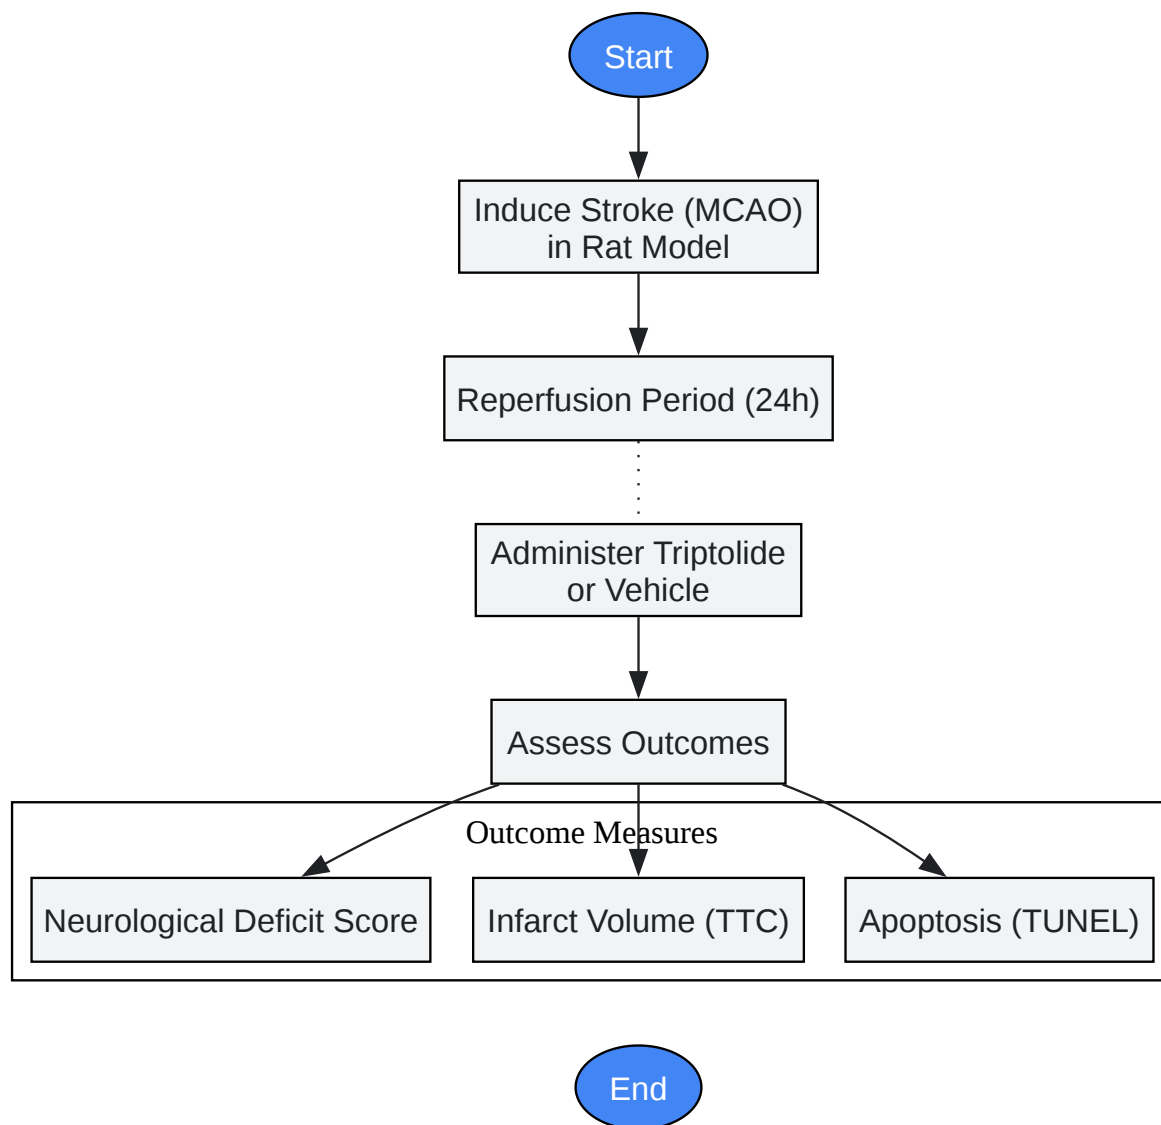 Start
Induce Stroke (MCAO)
in Rat Model
Reperfusion Period (24h)
Administer Triptolide
or Vehicle
Assess Outcomes
Outcome Measures
Neurological Deficit Score
Infarct Volume (TTC)
Apoptosis (TUNEL)
End